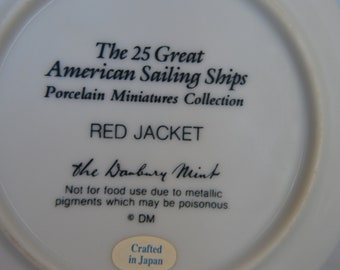 The 25 Great
American Sailing Ships
Porcelain Miniatures Collection
RED JACKET
The Danbury Mint
Not for food use due to metallic
pigments which may be poisonous
© DM
Crafted
in Japan